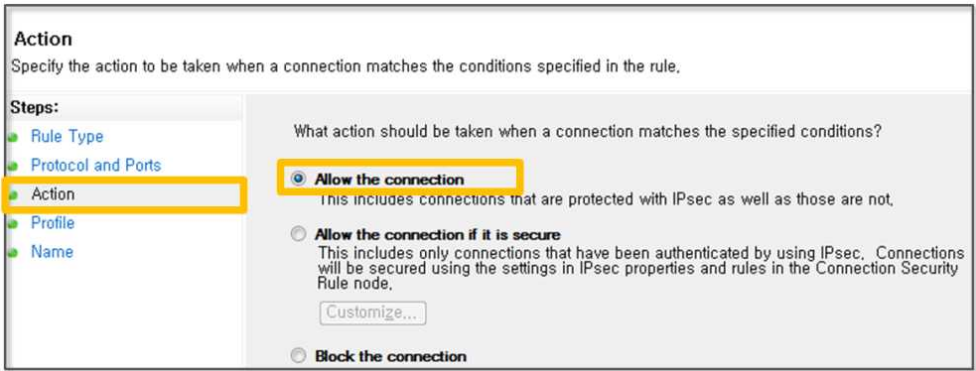 Action
Specify the action to be taken when a connection matches the conditions specified in the rule,
Steps:
Rule Type
Protocol and Ports
Action
Profile
Name
What action should be taken when a connection matches the specified conditions?
Allow the connection
This includes connections that are protected with IPsec as well as those are not,
Allow the connection if it is secure
This includes only connections that have been authenticated by using IPsec, Connections
will be secured using the settings in IPsec properties and rules in the Connection Security
Rule node,
Customize...
Block the connection